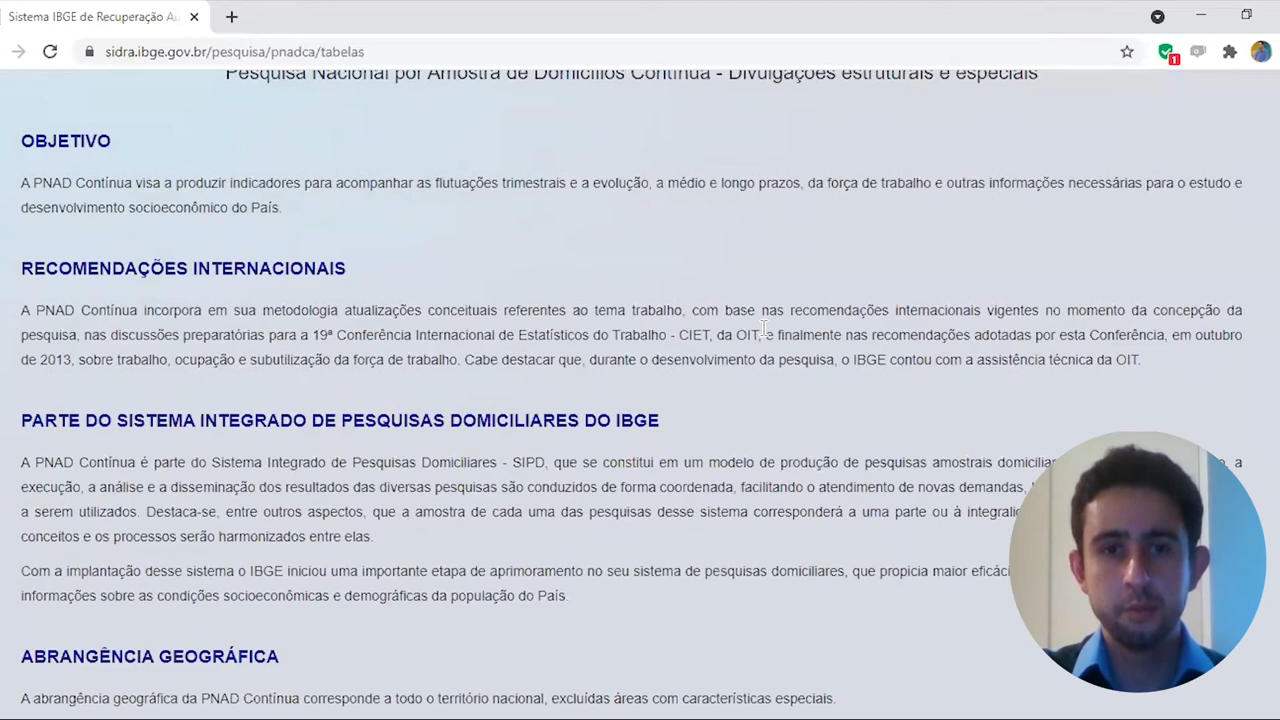 Sistema IBGE de Recuperação Au
sidra.ibge.gov.br/pesquisa/pnadca/tabelas
1
Pesquisa Nacional por Amostra de Domicílios Contínua - Divulgações estruturais e especiais
OBJETIVO
A PNAD Contínua visa a produzir indicadores para acompanhar as flutuações trimestrais e a evolução, a médio e longo prazos, da força de trabalho e outras informações necessárias para o estudo e
desenvolvimento socioeconômico do País.
RECOMENDAÇÕES INTERNACIONAIS
A PNAD Contínua incorpora em sua metodologia atualizações conceituais referentes ao tema trabalho, com base nas recomendações internacionais vigentes no momento da concepção da
pesquisa, nas discussões preparatórias para a 19ª Conferência Internacional de Estatísticos do Trabalho - CIET, da OIT, e finalmente nas recomendações adotadas por esta Conferência, em outubro
de 2013, sobre trabalho, ocupação e subutilização da força de trabalho. Cabe destacar que, durante o desenvolvimento da pesquisa, o IBGE contou com a assistência técnica da OIT.
PARTE DO SISTEMA INTEGRADO DE PESQUISAS DOMICILIARES DO IBGE
A PNAD Contínua é parte do Sistema Integrado de Pesquisas Domiciliares - SIPD, que se constitui em um modelo de produção de pesquisas amostrais domiciliar , a
execução, a análise e a disseminação dos resultados das diversas pesquisas são conduzidos de forma coordenada, facilitando o atendimento de novas demandas,
a serem utilizados. Destaca-se, entre outros aspectos, que a amostra de cada uma das pesquisas desse sistema corresponderá a uma parte ou à
conceitos e os processos serão harmonizados entre elas.
Com a implantação desse sistema o IBGE iniciou uma importante etapa de aprimoramento no seu sistema de pesquisas domiciliares, que propicia maior
informações sobre as condições socioeconômicas e demográficas da população do País.
ABRANGÊNCIA GEOGRÁFICA
A abrangência geográfica da PNAD Contínua corresponde a todo o território nacional, excluídas áreas com características especiais.